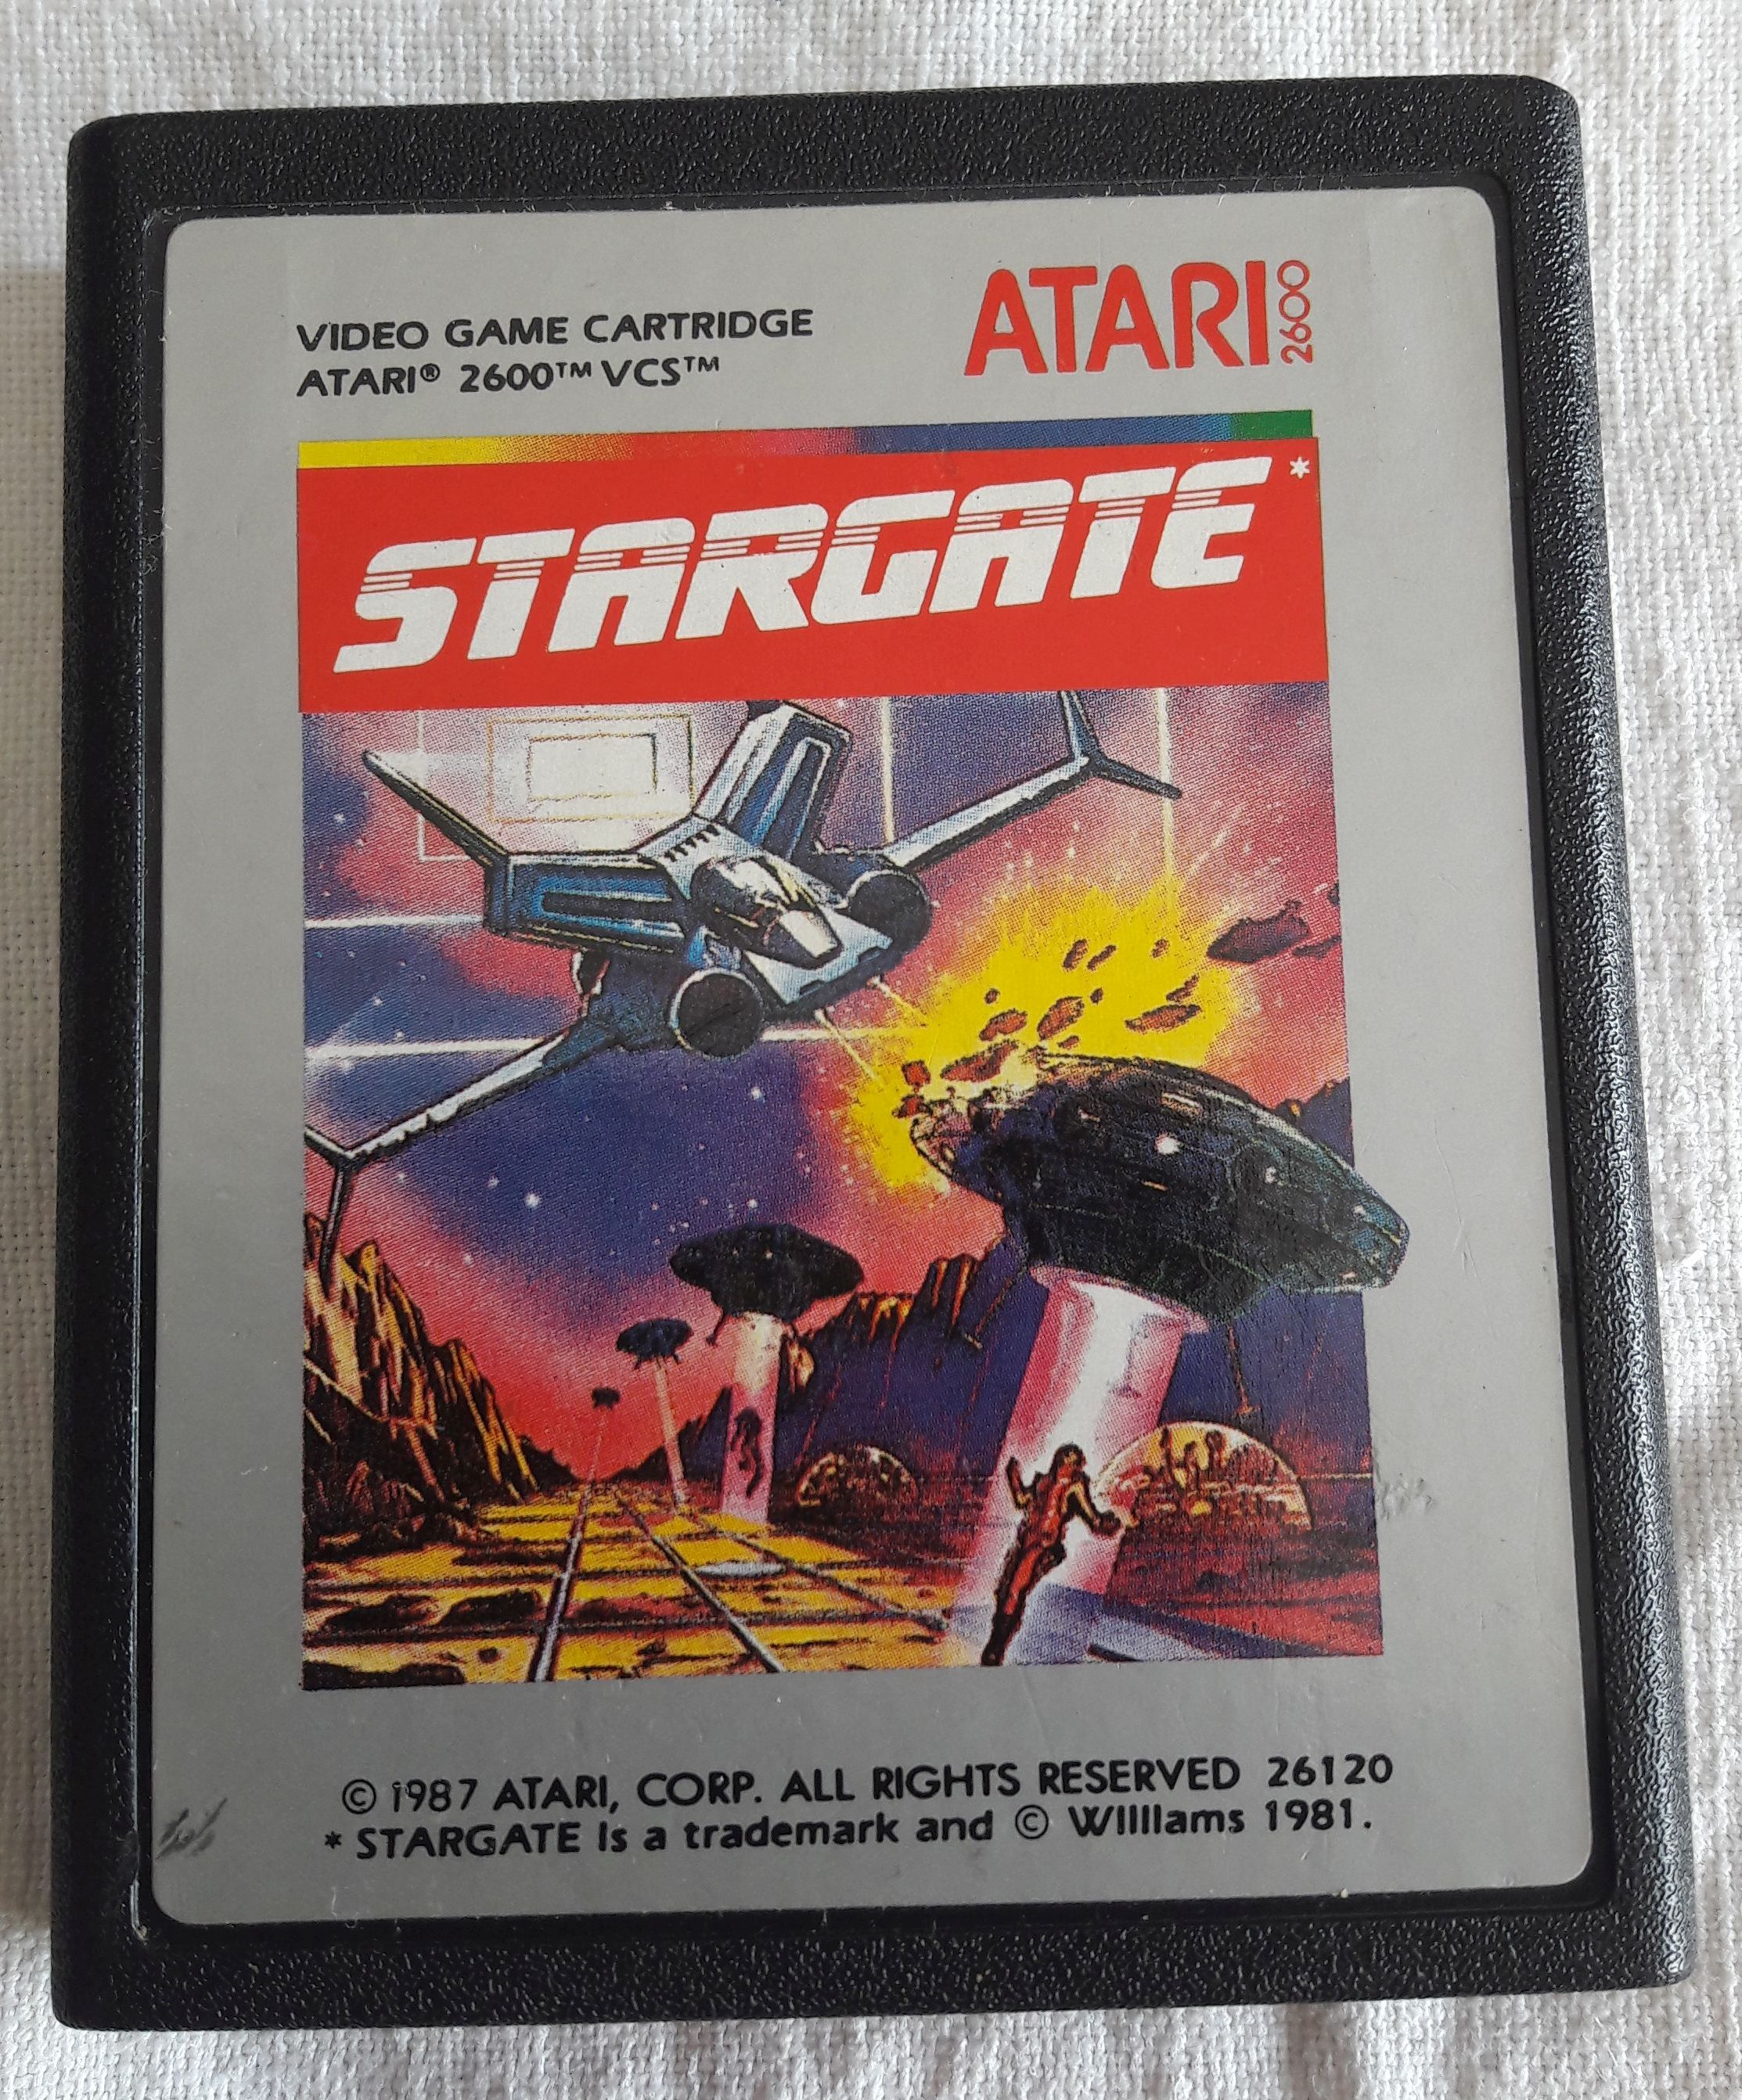 VIDEO GAME CARTRIDGE
ATARI® 2600™ VCS™
ATARI 2600
STARGATE*
© 1987 ATARI, CORP. ALL RIGHTS RESERVED 26120
* STARGATE Is a trademark and © WIllIams 1981.